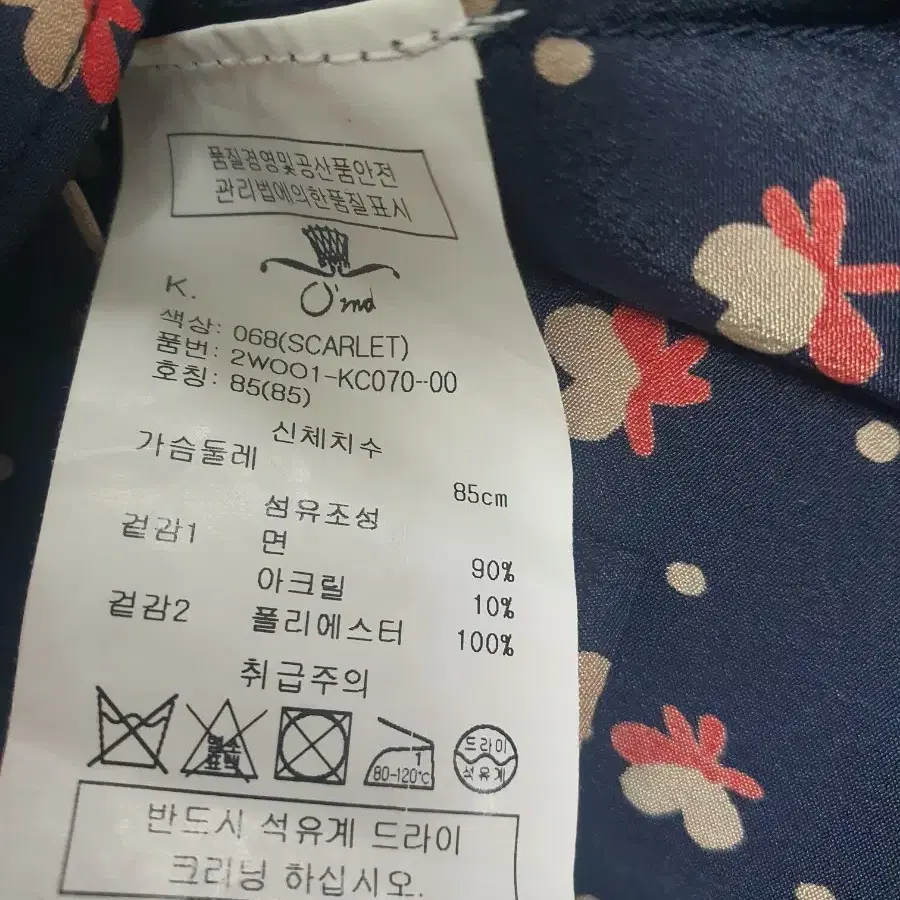 품질경영및공산품안전
관리법에의한품질표시
O'md
K.
색상: 068(SCARLET)
품번: 2W001-KC070-00
호칭: 85(85)
신체치수
가슴둘레 85cm
섬유조성
겉감1 면 90%
아크릴 10%
겉감2 폴리에스터 100%
취급주의
염소
표백
1
80-120℃
드라이
석유계
반드시 석유계 드라이
크리닝 하십시오.